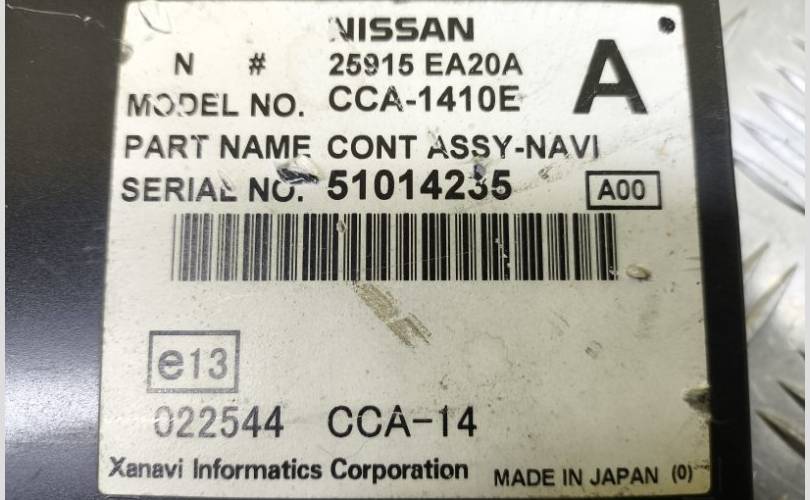 NISSAN
N # 25915 EA20A A
MODEL NO. CCA-1410E
PART NAME CONT ASSY-NAVI
SERIAL NO. 51014235 A00
e13
022544 CCA-14
Xanavi Informatics Corporation MADE IN JAPAN (0)